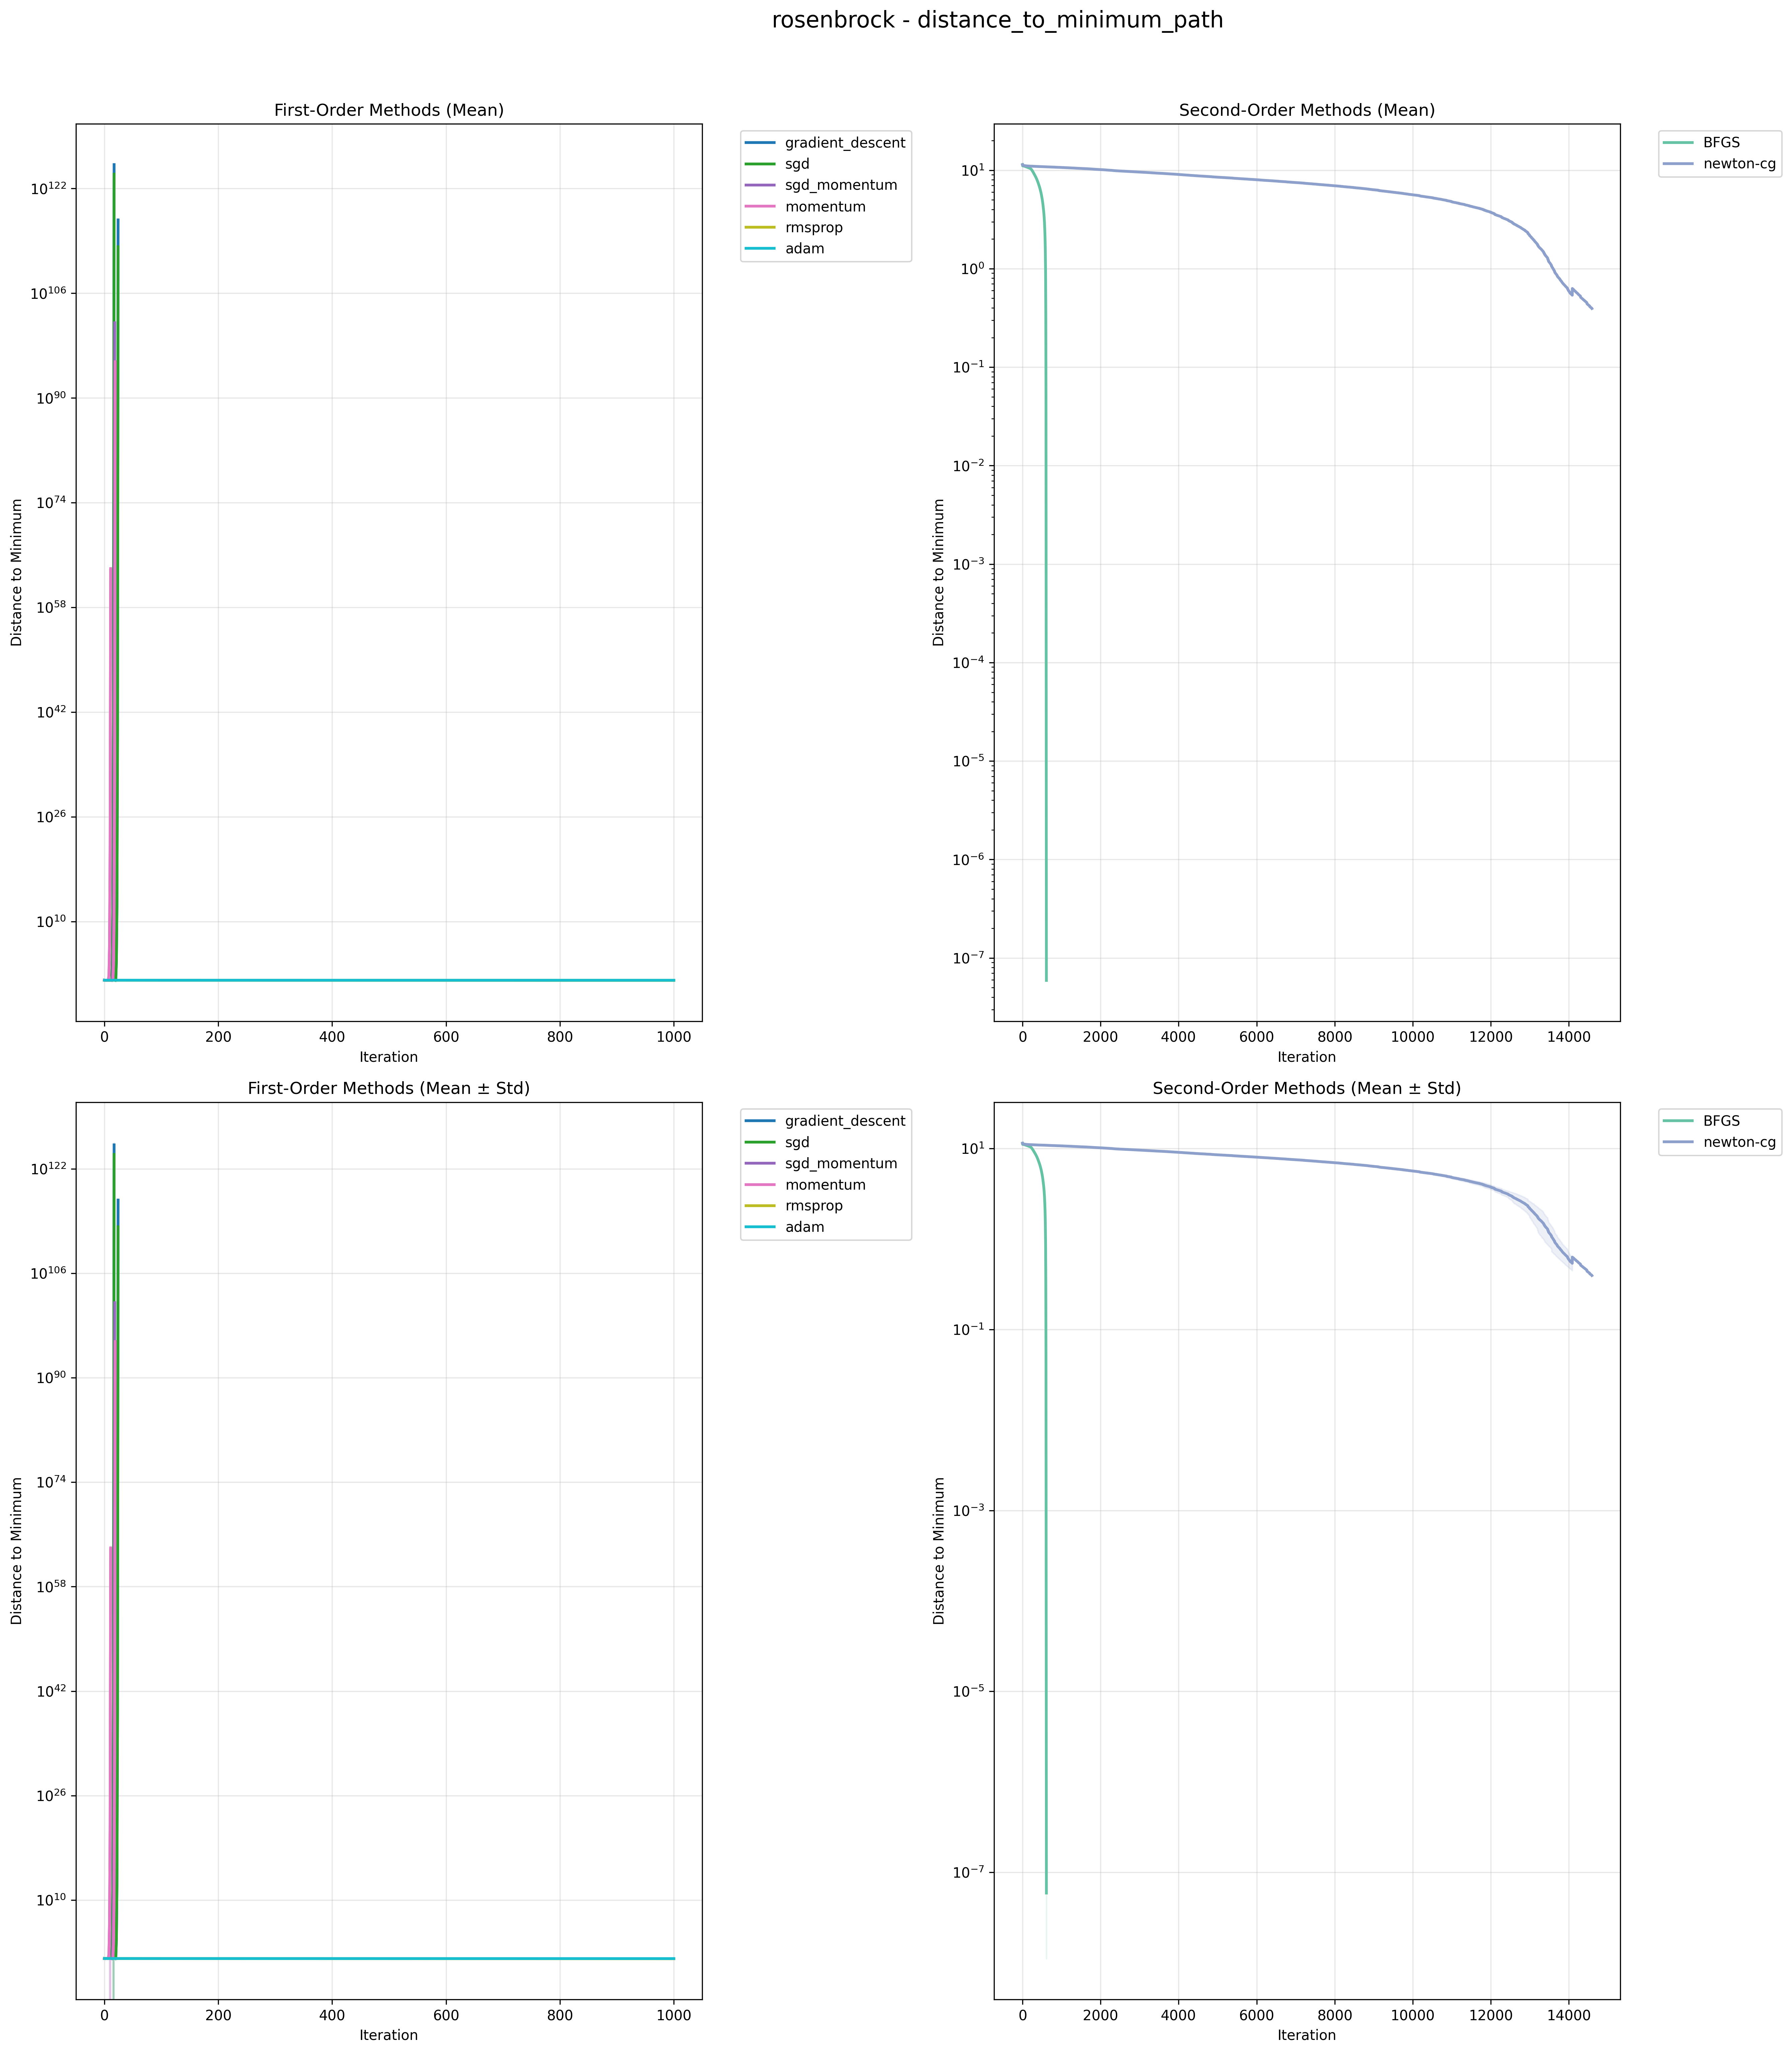 rosenbrock - distance_to_minimum_path
First-Order Methods (Mean)
gradient_descent
sgd
sgd_momentum
momentum
rmsprop
adam
10^122
10^106
10^90
10^74
10^58
10^42
10^26
10^10
Distance to Minimum
0 200 400 600 800 1000
Iteration
Second-Order Methods (Mean)
BFGS
newton-cg
10^1
10^0
10^-1
10^-2
10^-3
10^-4
10^-5
10^-6
10^-7
Distance to Minimum
0 2000 4000 6000 8000 10000 12000 14000
Iteration
First-Order Methods (Mean ± Std)
gradient_descent
sgd
sgd_momentum
momentum
rmsprop
adam
10^122
10^106
10^90
10^74
10^58
10^42
10^26
10^10
Distance to Minimum
0 200 400 600 800 1000
Iteration
Second-Order Methods (Mean ± Std)
BFGS
newton-cg
10^1
10^-1
10^-3
10^-5
10^-7
Distance to Minimum
0 2000 4000 6000 8000 10000 12000 14000
Iteration